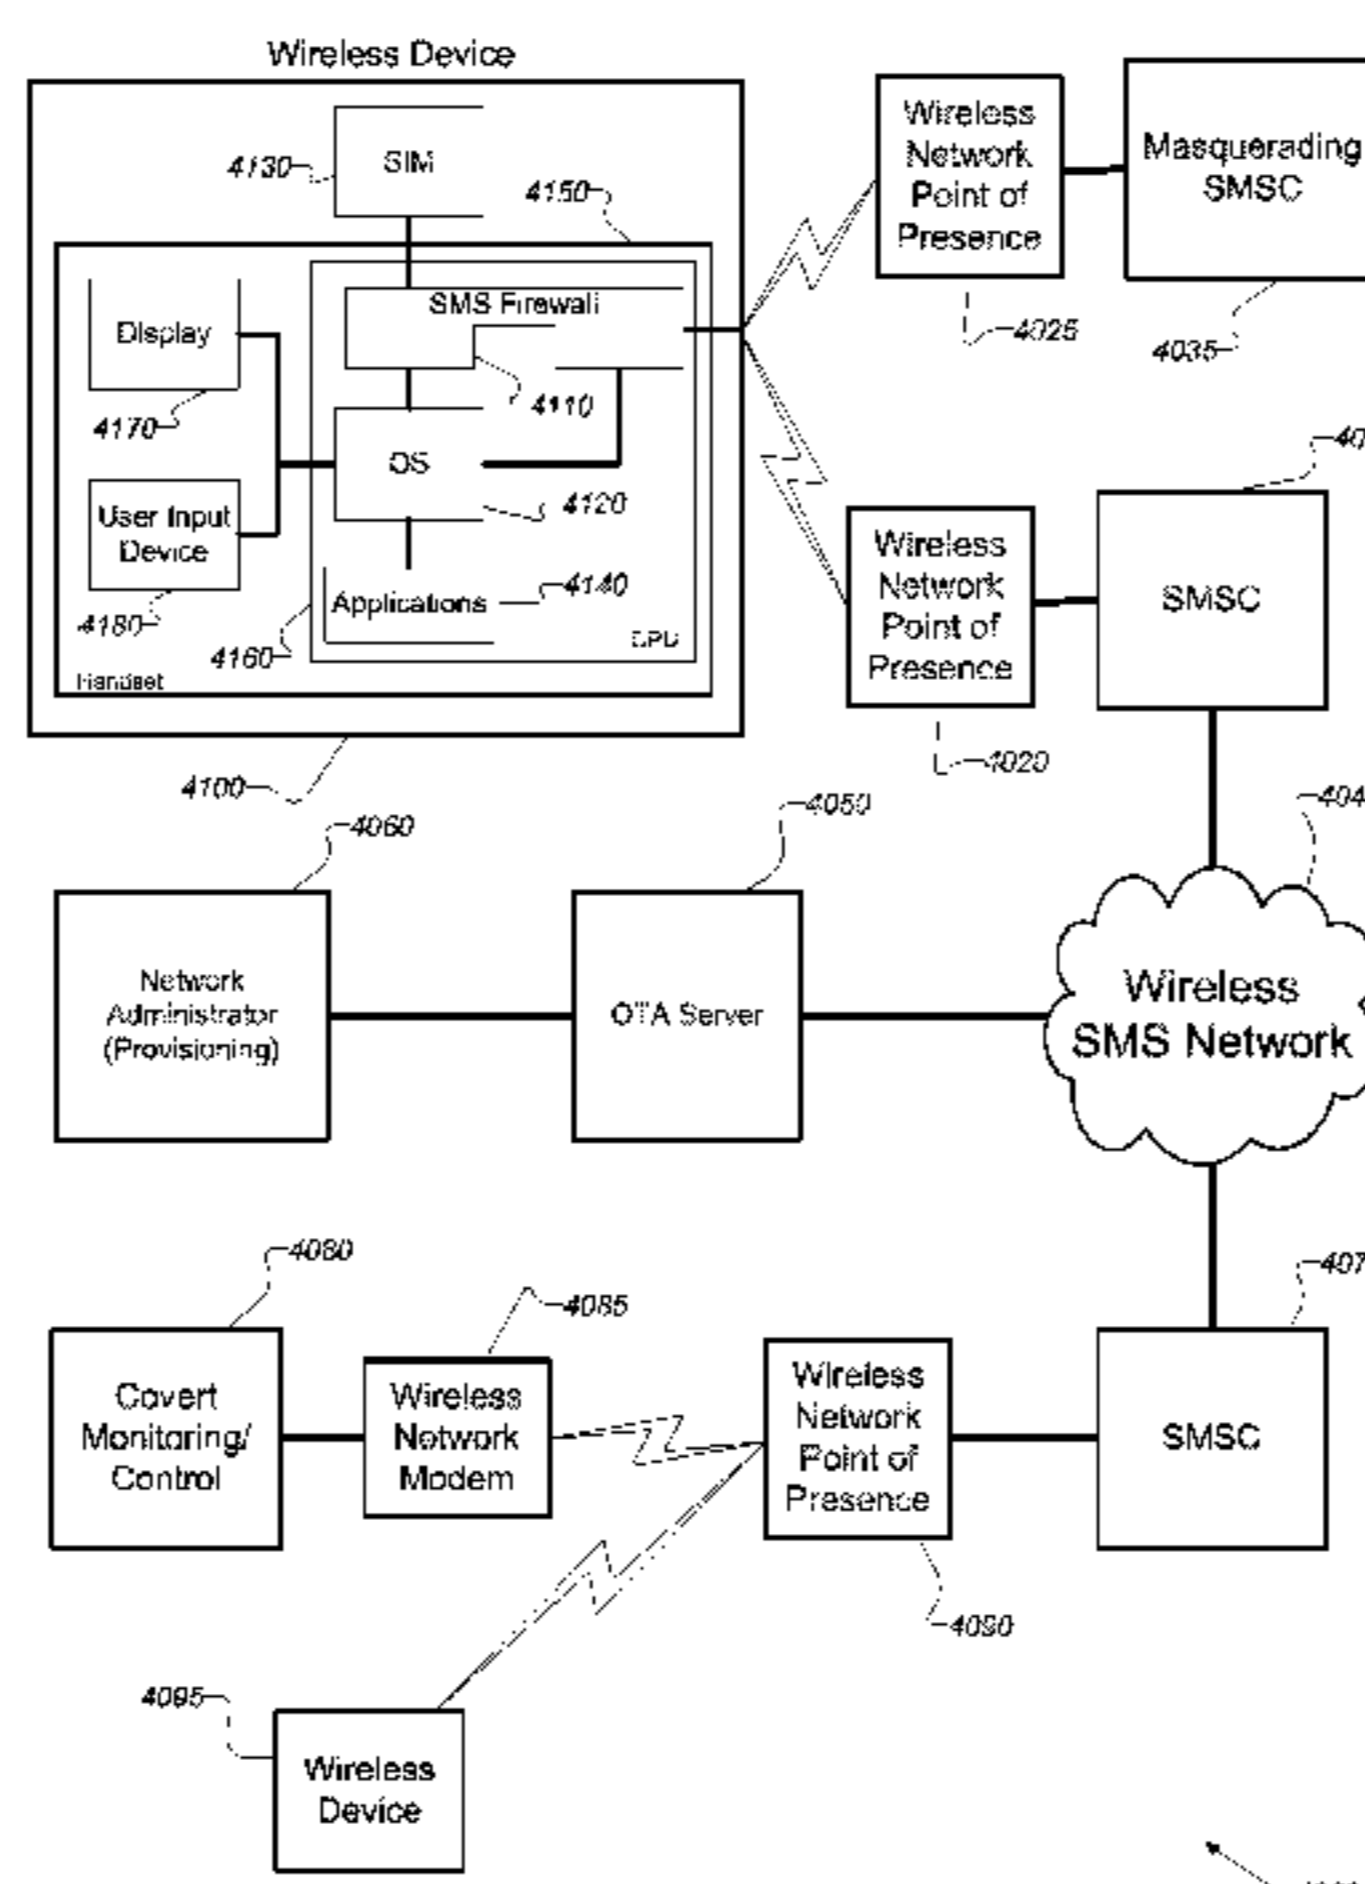 Wireless Device
4130
SIM
4150
SMS Firewall
Display
4170
4110
OS
4120
User Input
Device
4180
Applications
4140
4160
CPU
Handset
4100
Wireless
Network
Point of
Presence
4025
Masquerading
SMSC
4035
Wireless
Network
Point of
Presence
4020
SMSC
4060
4050
Network
Administrator
(Provisioning)
OTA Server
Wireless
SMS Network
4080
4085
Covert
Monitoring/
Control
Wireless
Network
Modem
Wireless
Network
Point of
Presence
4090
SMSC
4095
Wireless
Device